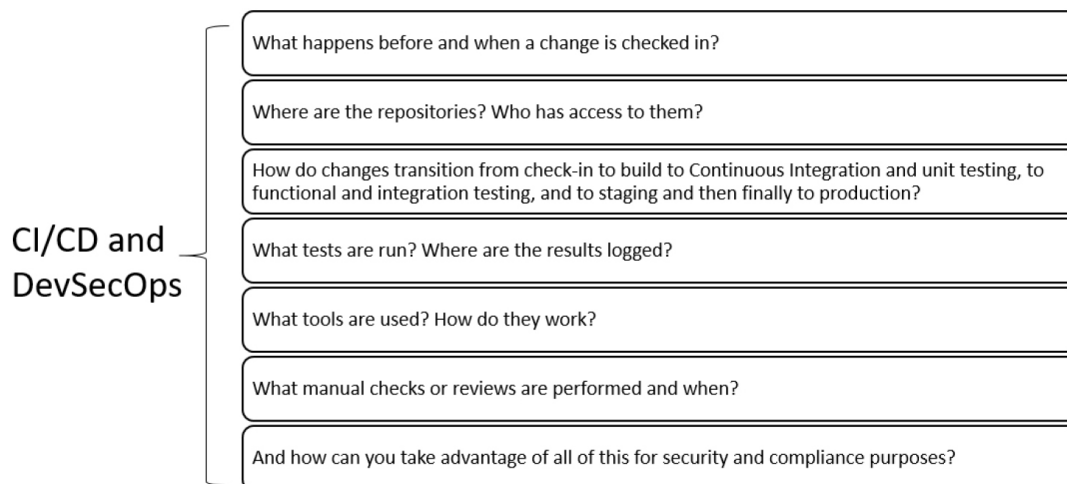 CI/CD and
DevSecOps
What happens before and when a change is checked in?
Where are the repositories? Who has access to them?
How do changes transition from check-in to build to Continuous Integration and unit testing, to
functional and integration testing, and to staging and then finally to production?
What tests are run? Where are the results logged?
What tools are used? How do they work?
What manual checks or reviews are performed and when?
And how can you take advantage of all of this for security and compliance purposes?